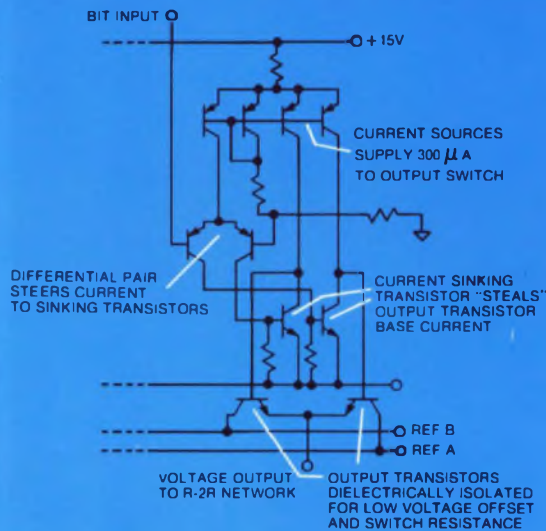 BIT INPUT
+15V
CURRENT SOURCES
SUPPLY 300 μA
TO OUTPUT SWITCH
DIFFERENTIAL PAIR
STEERS CURRENT
TO SINKING TRANSISTORS
CURRENT SINKING
TRANSISTOR "STEALS"
OUTPUT TRANSISTOR
BASE CURRENT
REF B
REF A
VOLTAGE OUTPUT
TO R-2R NETWORK
OUTPUT TRANSISTORS
DIELECTRICALLY ISOLATED
FOR LOW VOLTAGE OFFSET
AND SWITCH RESISTANCE